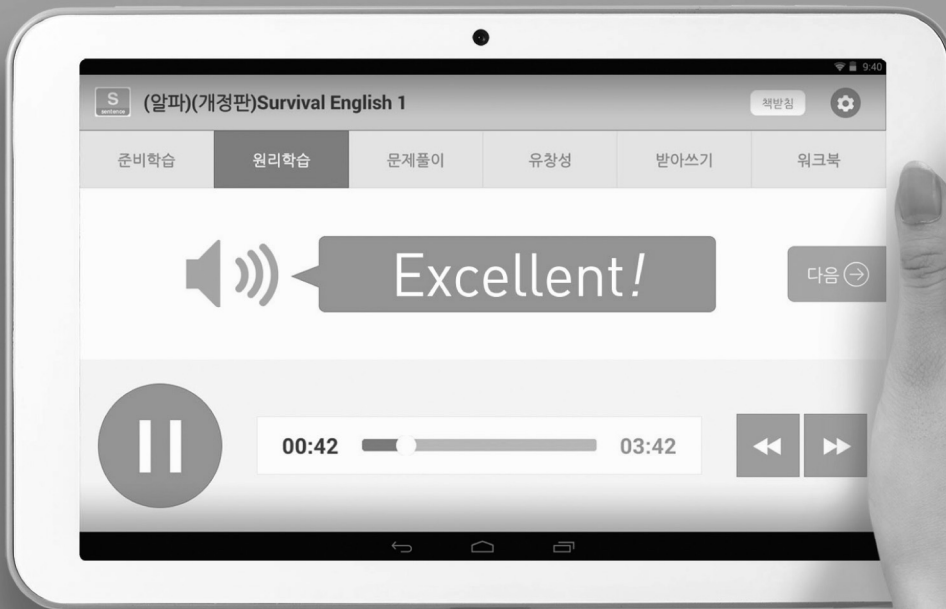 9:40
S
sentence
(알파)(개정판)Survival English 1
책받침
준비학습 원리학습 문제풀이 유창성 받아쓰기 워크북
Excellent!
다음
00:42 03:42